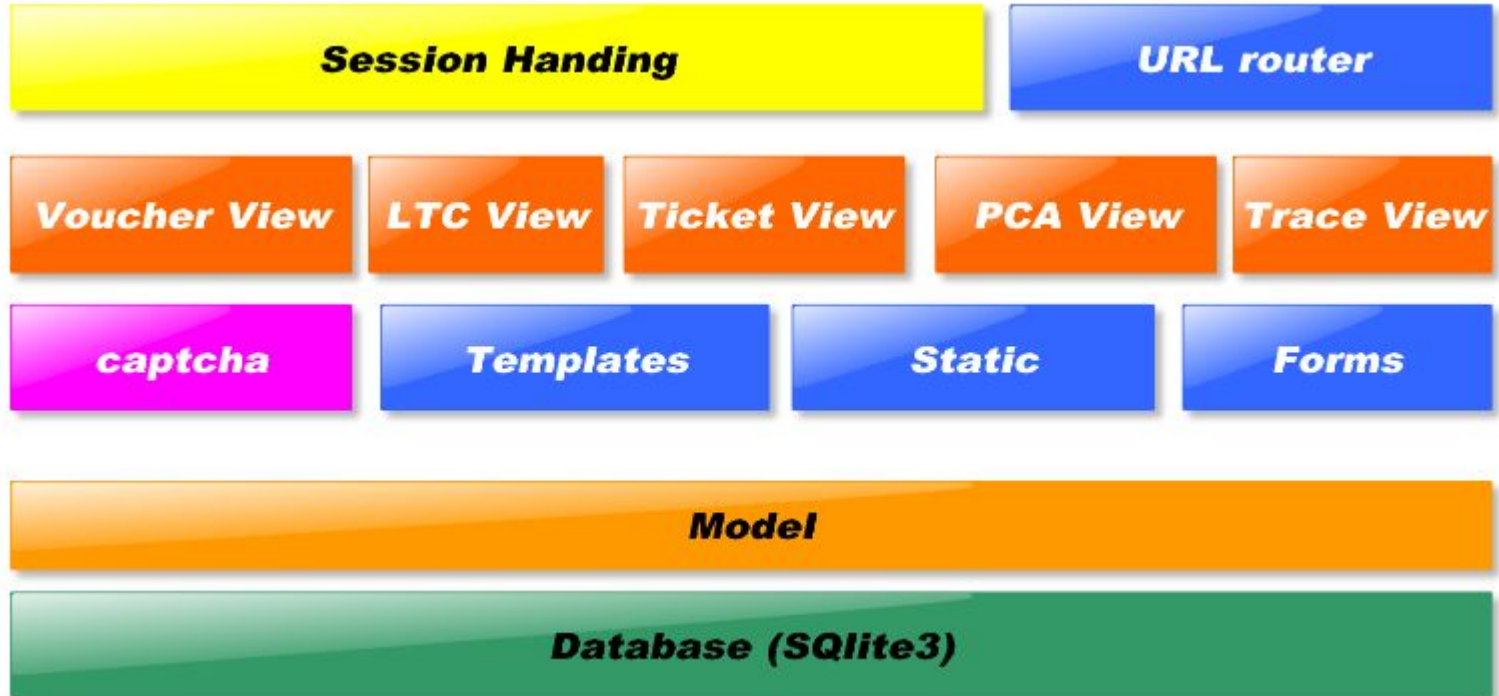 Session Handing
URL router
Voucher View
LTC View
Ticket View
PCA View
Trace View
captcha
Templates
Static
Forms
Model
Database (SQlite3)